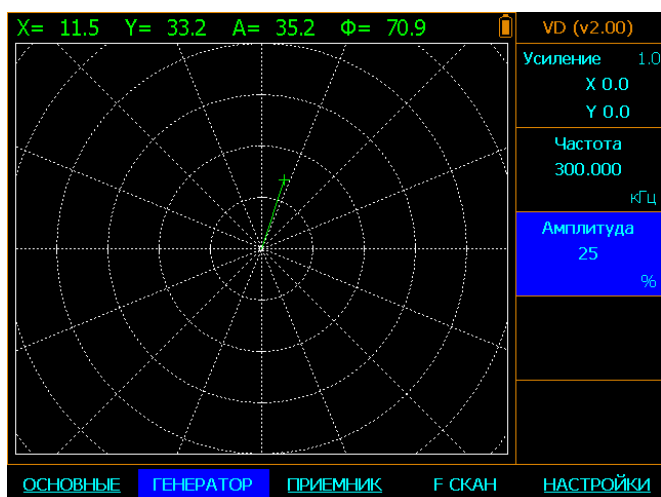 X= 11.5 Y= 33.2 A= 35.2 Ф= 70.9
VD (v2.00)
Усиление 1.0
X 0.0
Y 0.0
Частота
300.000
кГц
Амплитуда
25
%
ОСНОВНЫЕ ГЕНЕРАТОР ПРИЕМНИК F СКАН НАСТРОЙКИ